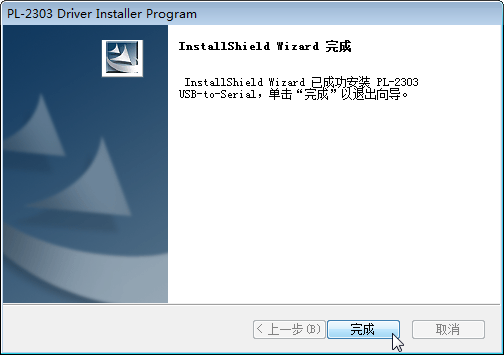 PL-2303 Driver Installer Program
InstallShield Wizard 完成
InstallShield Wizard 已成功安装 PL-2303
USB-to-Serial，单击“完成”以退出向导。
< 上一步(B)
完成
取消